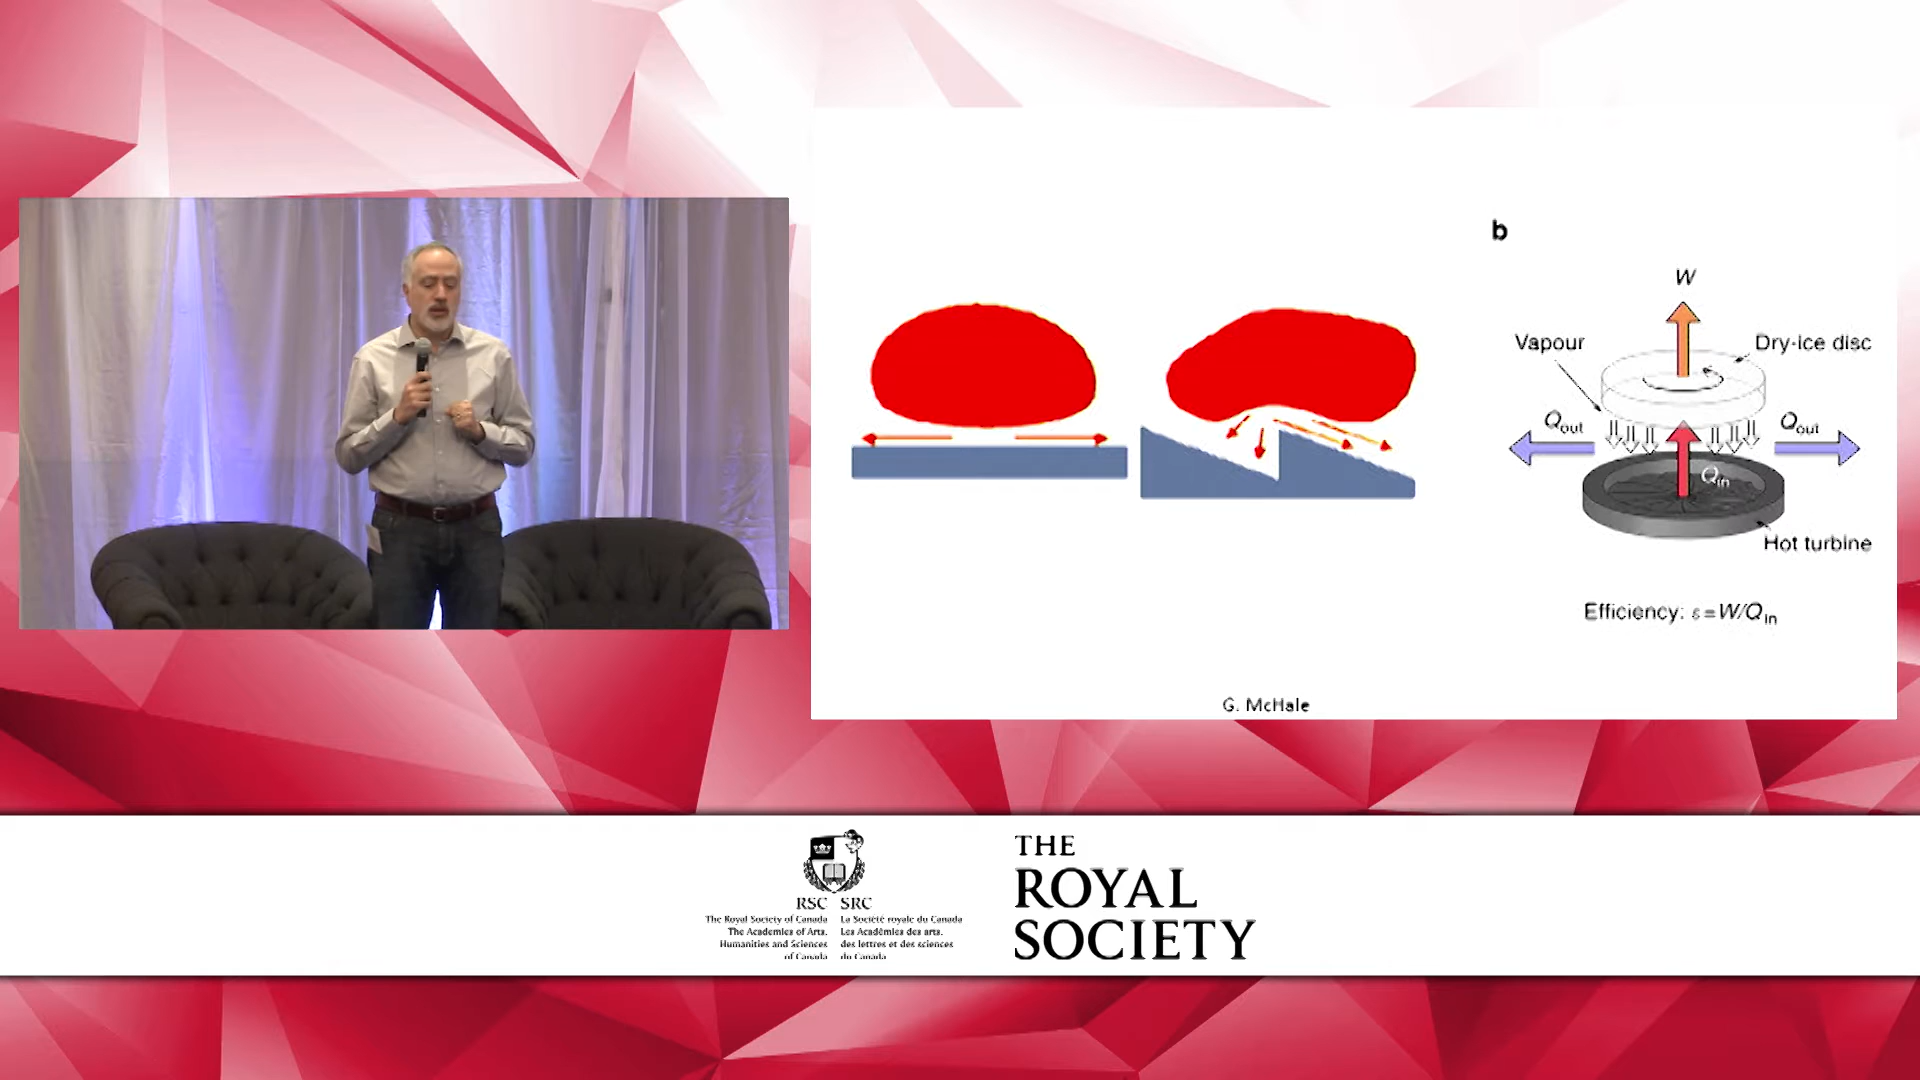 b
W
Vapour
Dry-ice disc
Qout
Qout
Qin
Hot turbine
Efficiency: ε=W/Qin
G. McHale
RSC SRC
The Royal Society of Canada
The Academies of Arts,
Humanities and Sciences
of Canada
La Société royale du Canada
Les Académies des arts,
des lettres et des sciences
du Canada
THE
ROYAL
SOCIETY